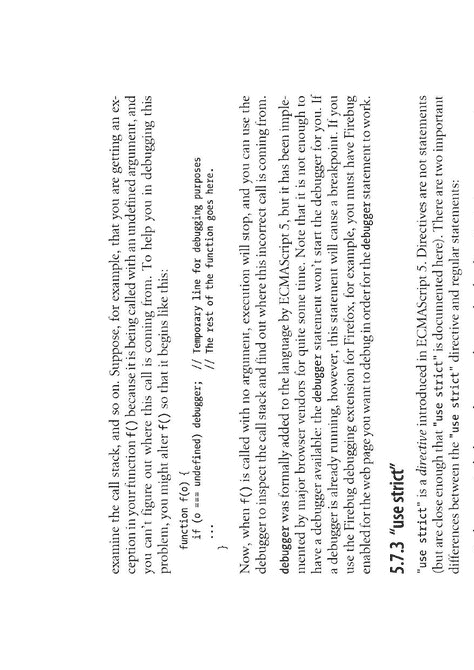 examine the call stack, and so on. Suppose, for example, that you are getting an ex-
ception in your function f() because it is being called with an undefined argument, and
you can't figure out where this call is coming from. To help you in debugging this
problem, you might alter f() so that it begins like this:
function f(o) {
if (o === undefined) debugger; // Temporary line for debugging purposes
... // The rest of the function goes here.
}
Now, when f() is called with no argument, execution will stop, and you can use the
debugger to inspect the call stack and find out where this incorrect call is coming from.
debugger was formally added to the language by ECMAScript 5, but it has been imple-
mented by major browser vendors for quite some time. Note that it is not enough to
have a debugger available: the debugger statement won't start the debugger for you. If
a debugger is already running, however, this statement will cause a breakpoint. If you
use the Firebug debugging extension for Firefox, for example, you must have Firebug
enabled for the web page you want to debug in order for the debugger statement to work.
5.7.3 "use strict"
"use strict" is a directive introduced in ECMAScript 5. Directives are not statements
(but are close enough that "use strict" is documented here). There are two important
differences between the "use strict" directive and regular statements: